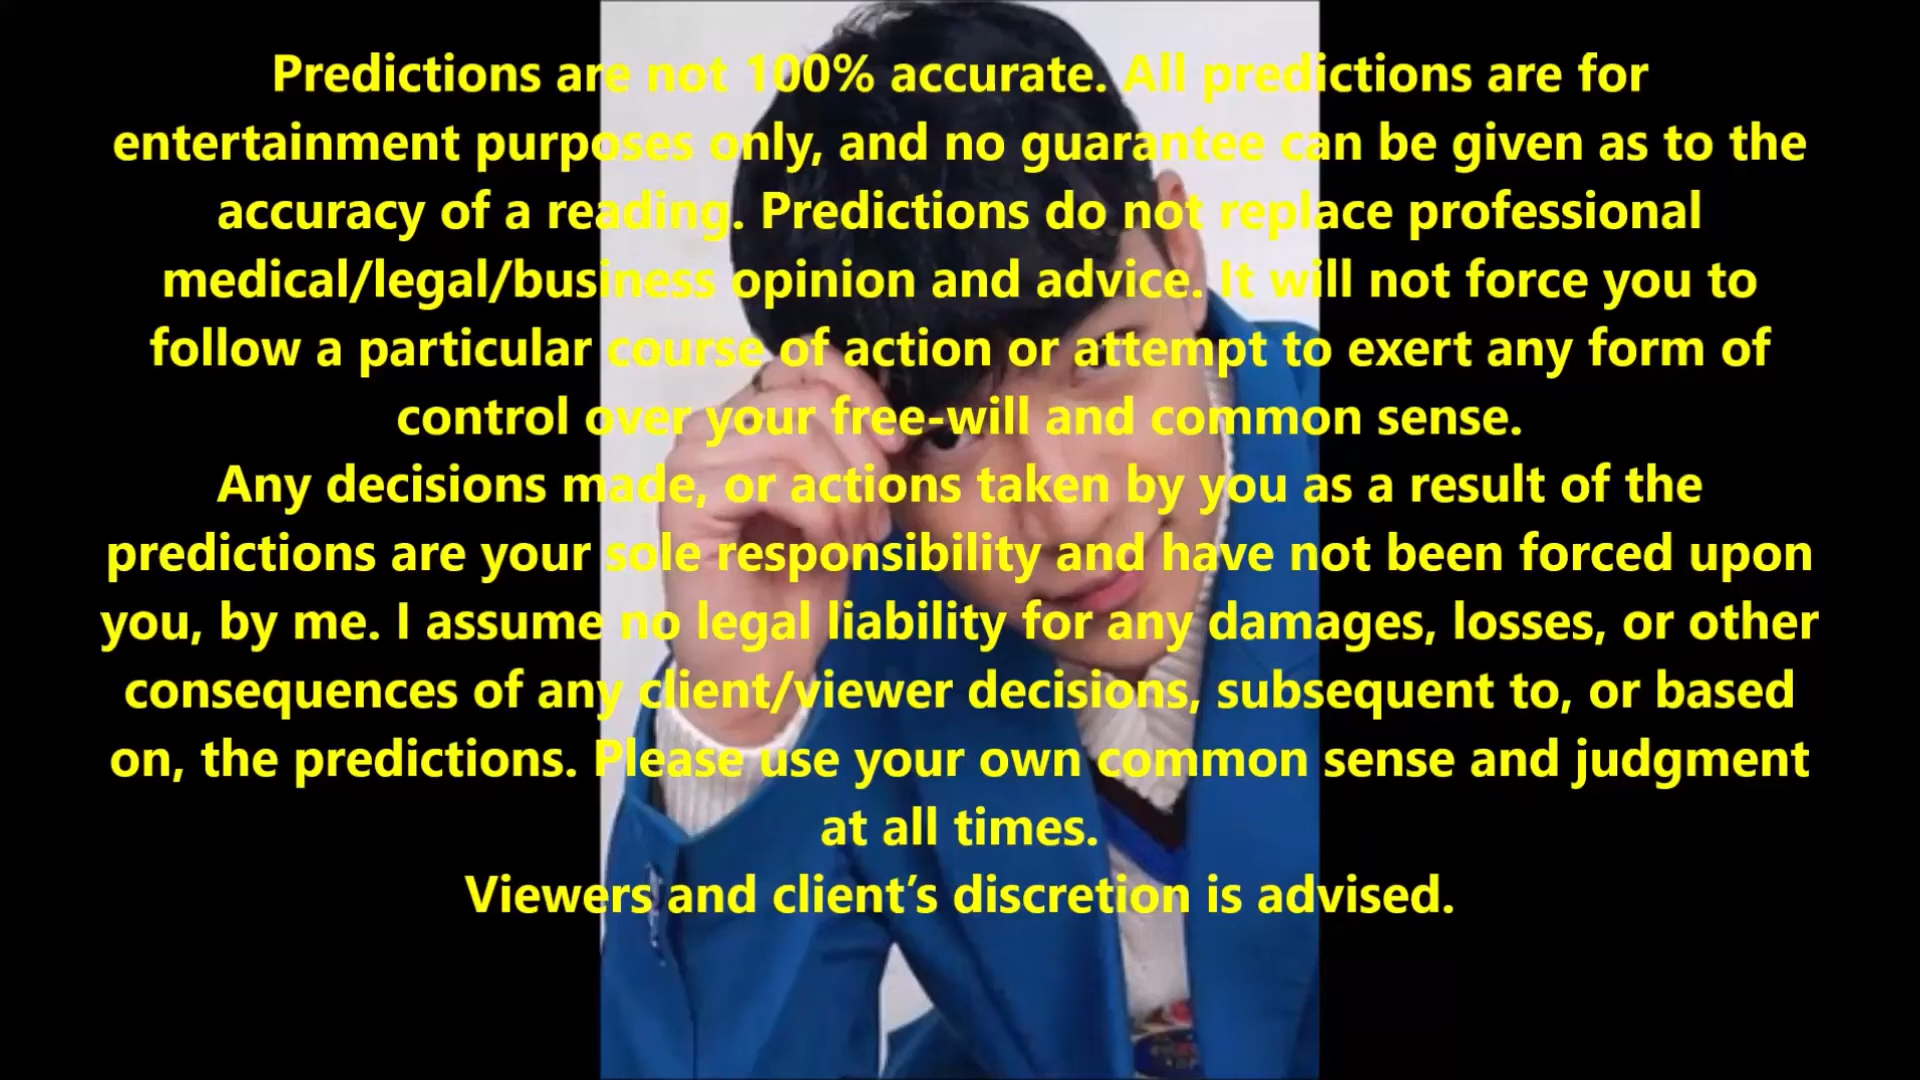 Predictions are not 100% accurate. All predictions are for
entertainment purposes only, and no guarantee can be given as to the
accuracy of a reading. Predictions do not replace professional
medical/legal/business opinion and advice. It will not force you to
follow a particular course of action or attempt to exert any form of
control over your free-will and common sense.
Any decisions made, or actions taken by you as a result of the
predictions are your sole responsibility and have not been forced upon
you, by me. I assume no legal liability for any damages, losses, or other
consequences of any client/viewer decisions, subsequent to, or based
on, the predictions. Please use your own common sense and judgment
at all times.
Viewers and client’s discretion is advised.